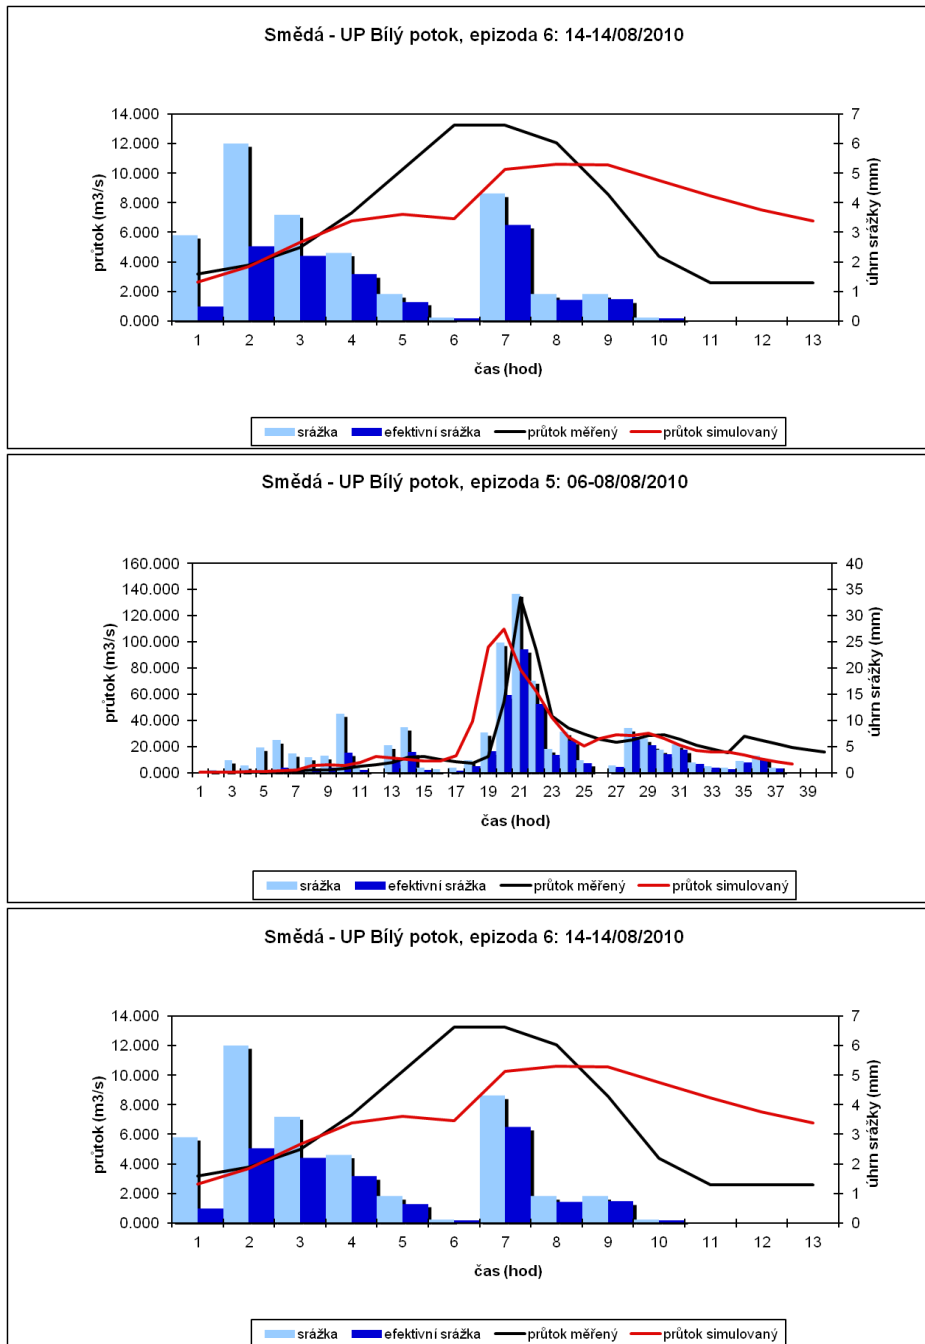 Smědá - UP Bílý potok, epizoda 6: 14-14/08/2010
14.000
12.000
10.000
8.000
6.000
4.000
2.000
0.000
průtok (m3/s)
7
6
5
4
3
2
1
0
úhrn srážky (mm)
1 2 3 4 5 6 7 8 9 10 11 12 13
čas (hod)
srážka efektivní srážka průtok měřený průtok simulovaný
Smědá - UP Bílý potok, epizoda 5: 06-08/08/2010
160.000
140.000
120.000
100.000
80.000
60.000
40.000
20.000
0.000
průtok (m3/s)
40
35
30
25
20
15
10
5
0
úhrn srážky (mm)
1 3 5 7 9 11 13 15 17 19 21 23 25 27 29 31 33 35 37 39
čas (hod)
srážka efektivní srážka průtok měřený průtok simulovaný
Smědá - UP Bílý potok, epizoda 6: 14-14/08/2010
14.000
12.000
10.000
8.000
6.000
4.000
2.000
0.000
průtok (m3/s)
7
6
5
4
3
2
1
0
úhrn srážky (mm)
1 2 3 4 5 6 7 8 9 10 11 12 13
čas (hod)
srážka efektivní srážka průtok měřený průtok simulovaný